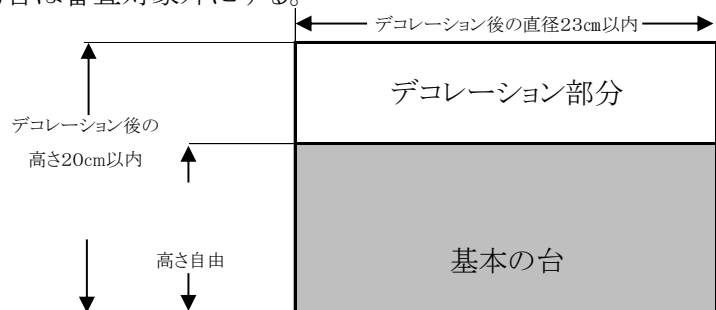 合は審査対象外にする。
デコレーション後の直径23cm以内
デコレーション部分
デコレーション後の
高さ20cm以内
高さ自由
基本の台